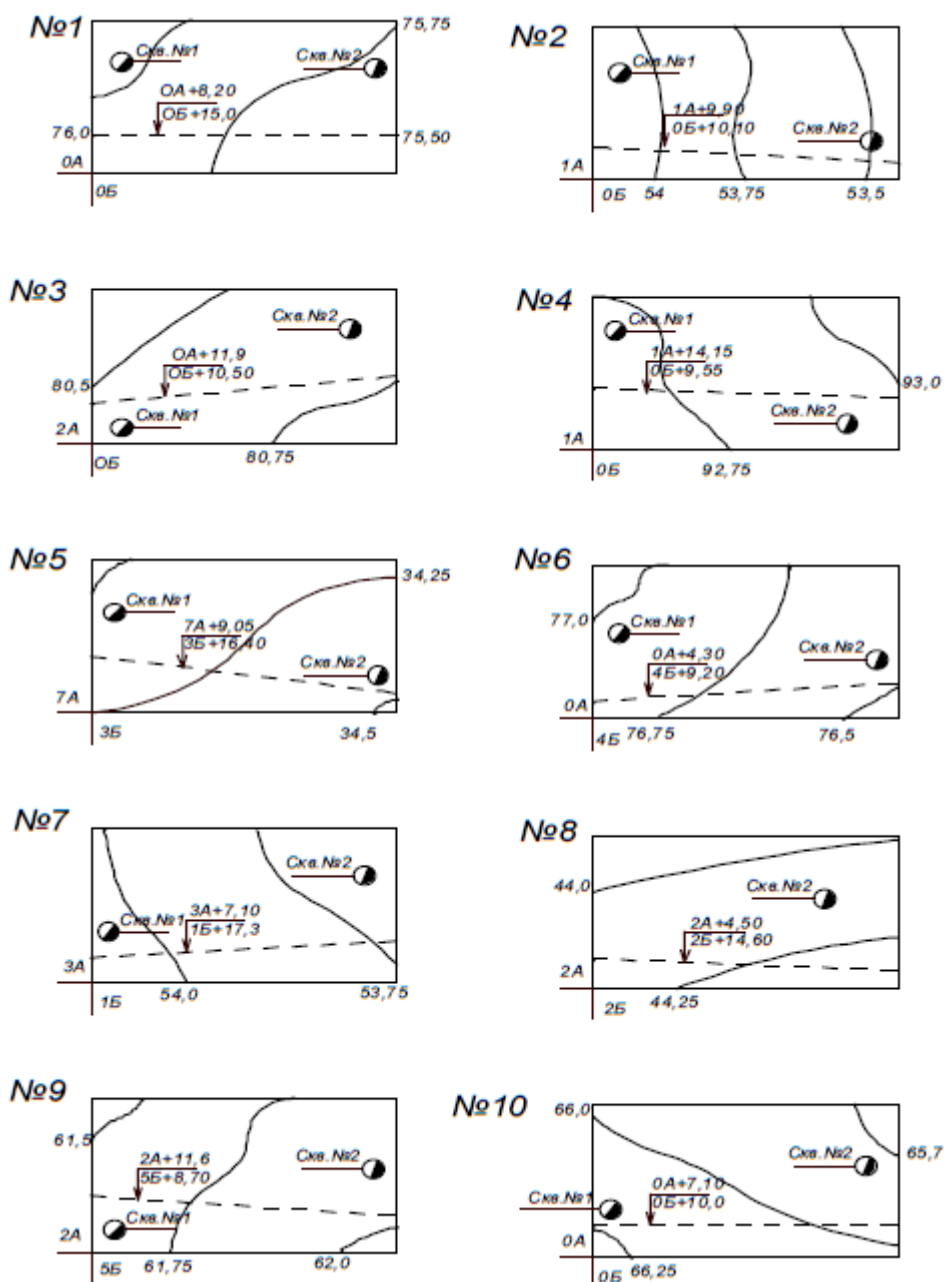 №1
75,75
Скв.№1
Скв.№2
ОА+8,20
ОБ+15,0
76,0
75,50
0А
0Б
№2
Скв.№1
1А+9,90
0Б+10,10
Скв.№2
1А
0Б
54
53,75
53,5
№3
Скв.№2
ОА+11,9
ОБ+10,50
80,5
Скв.№1
2А
ОБ
80,75
№4
Скв.№1
1А+14,15
0Б+9,55
93,0
Скв.№2
1А
0Б
92,75
№5
34,25
Скв.№1
7А+9,05
3Б+16,40
Скв.№2
7А
3Б
34,5
№6
77,0
Скв.№1
0А+4,30
4Б+9,20
Скв.№2
0А
4Б
76,75
76,5
№7
Скв.№2
Скв.№1
3А+7,10
1Б+17,3
3А
1Б
54,0
53,75
№8
44,0
Скв.№2
2А+4,50
2Б+14,60
2А
2Б
44,25
№9
61,5
2А+11,6
5Б+8,70
Скв.№2
Скв.№1
2А
5Б
61,75
62,0
№10
66,0
Скв.№2
65,7
Скв.№1
0А+7,10
0Б+10,0
0А
0Б
66,25